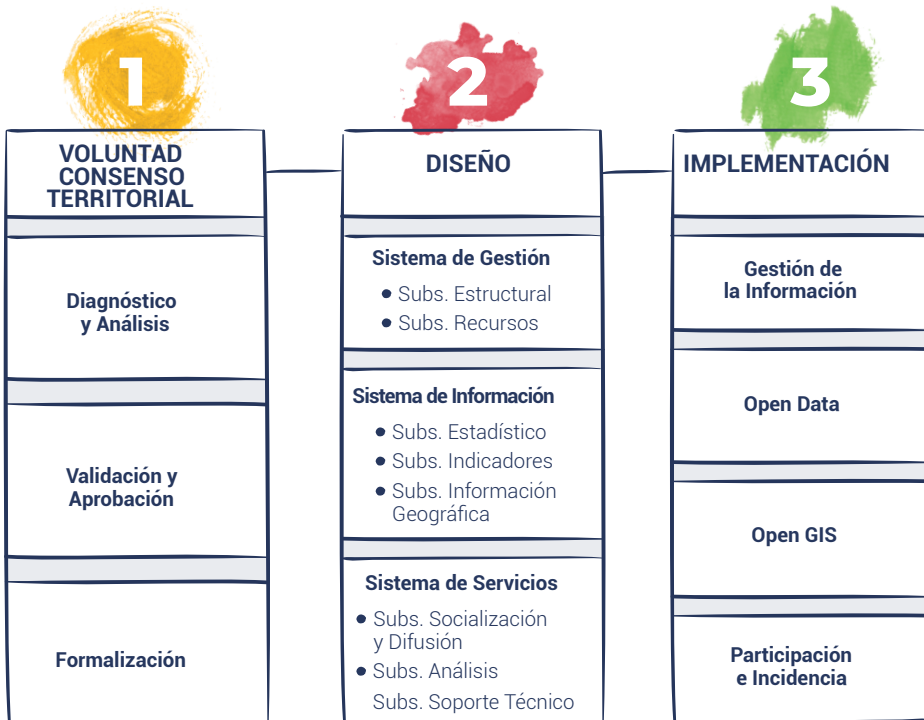 1
VOLUNTAD
CONSENSO
TERRITORIAL
Diagnóstico
y Análisis
Validación y
Aprobación
Formalización
2
DISEÑO
Sistema de Gestión
● Subs. Estructural
● Subs. Recursos
Sistema de Información
● Subs. Estadístico
● Subs. Indicadores
● Subs. Información
Geográfica
Sistema de Servicios
● Subs. Socialización
y Difusión
● Subs. Análisis
Subs. Soporte Técnico
3
IMPLEMENTACIÓN
Gestión de
la Información
Open Data
Open GIS
Participación
e Incidencia